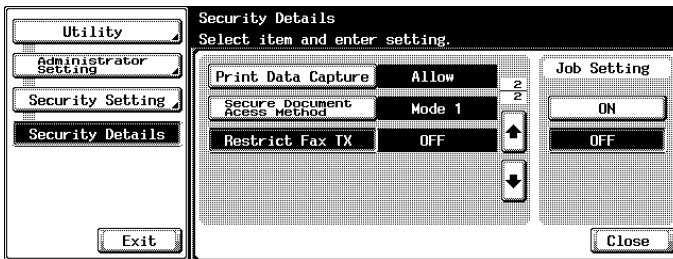 Utility
Administrator
Setting
Security Setting
Security Details
Exit
Security Details
Select item and enter setting.
Print Data Capture
Allow
Secure Document
Acess Method
Mode 1
Restrict Fax TX
OFF
2
2
Job Setting
ON
OFF
Close